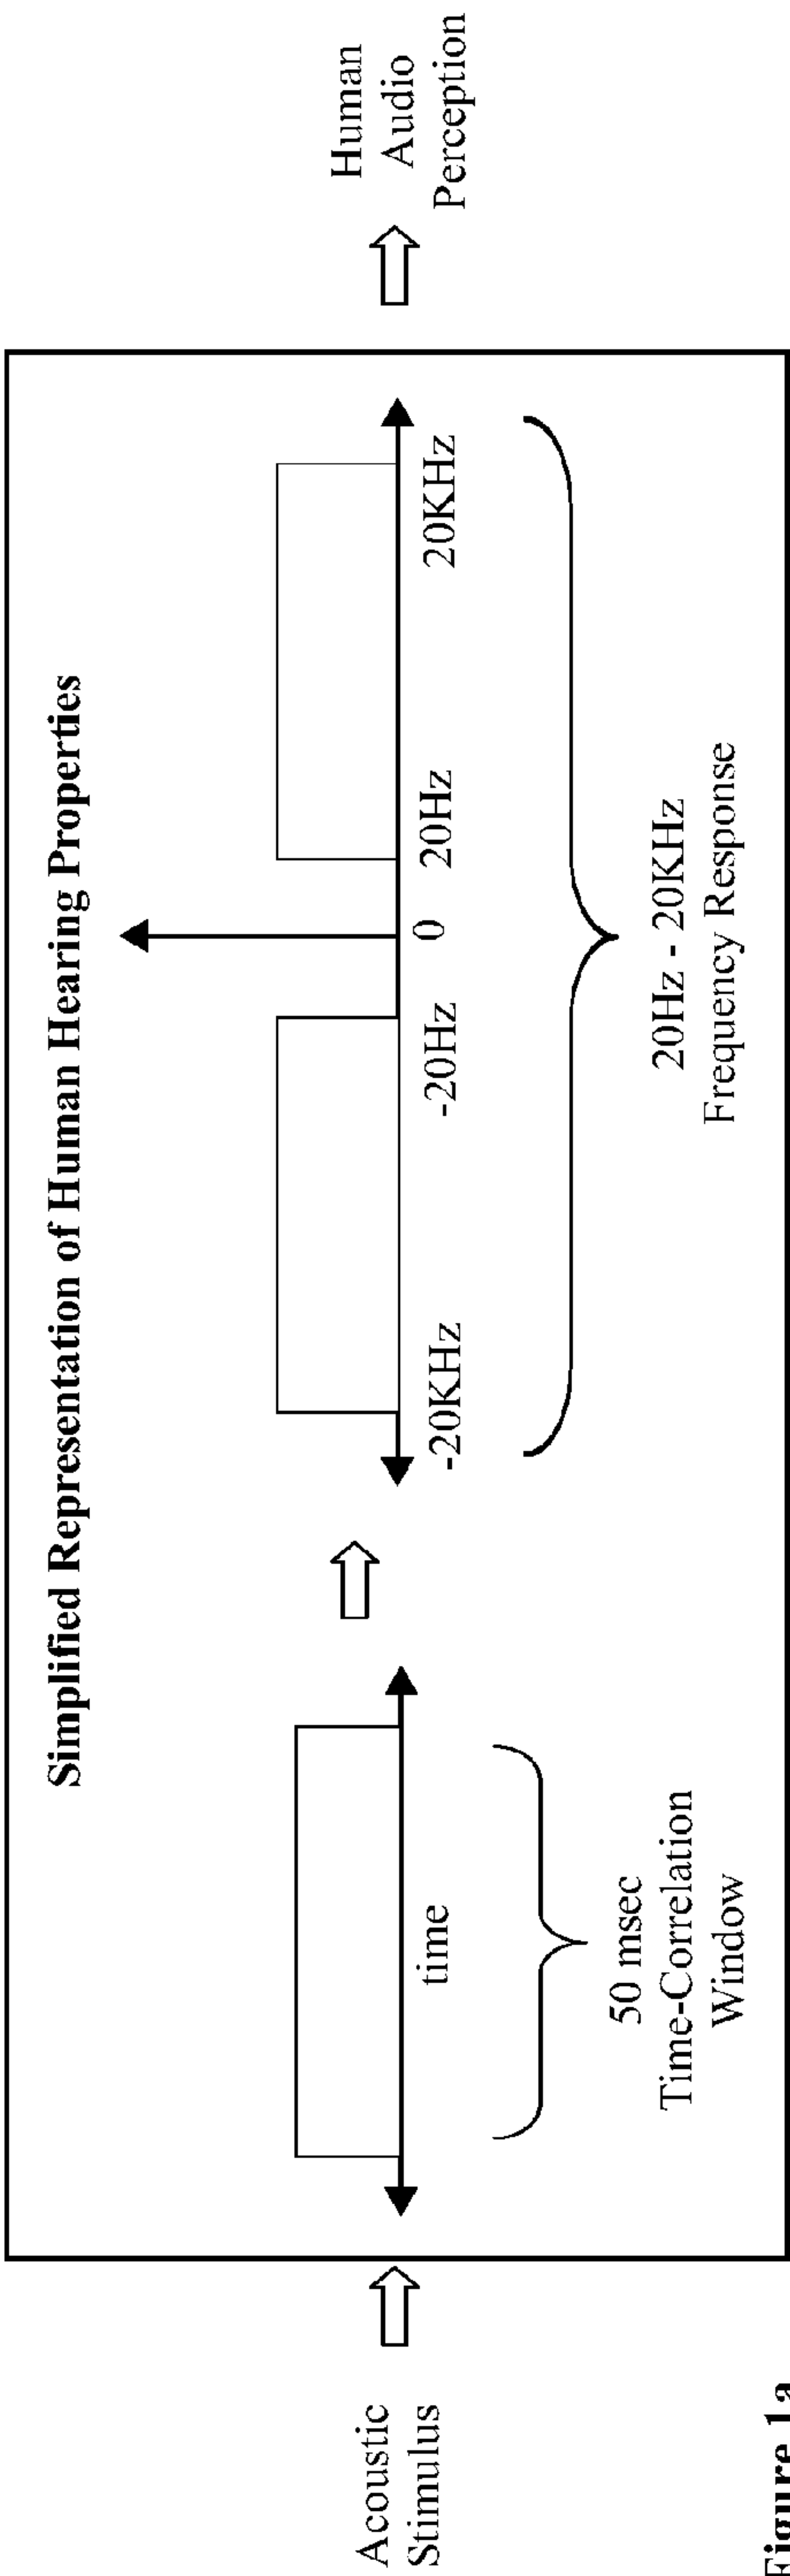 Simplified Representation of Human Hearing Properties
Acoustic
Stimulus
time
50 msec
Time-Correlation
Window
-20KHz
-20Hz
0
20Hz
20KHz
20Hz - 20KHz
Frequency Response
Human
Audio
Perception
Figure 1a